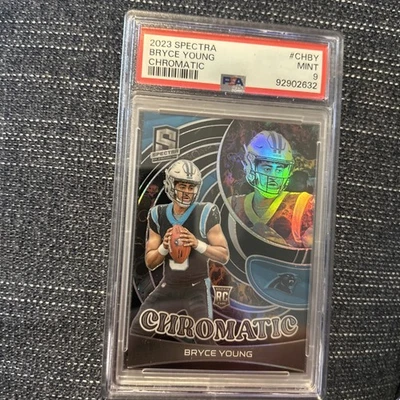 2023 SPECTRA #CHBY
BRYCE YOUNG MINT
CHROMATIC 9
PSA 92902632
S
SPECTRA
RC
CHROMATIC
BRYCE YOUNG